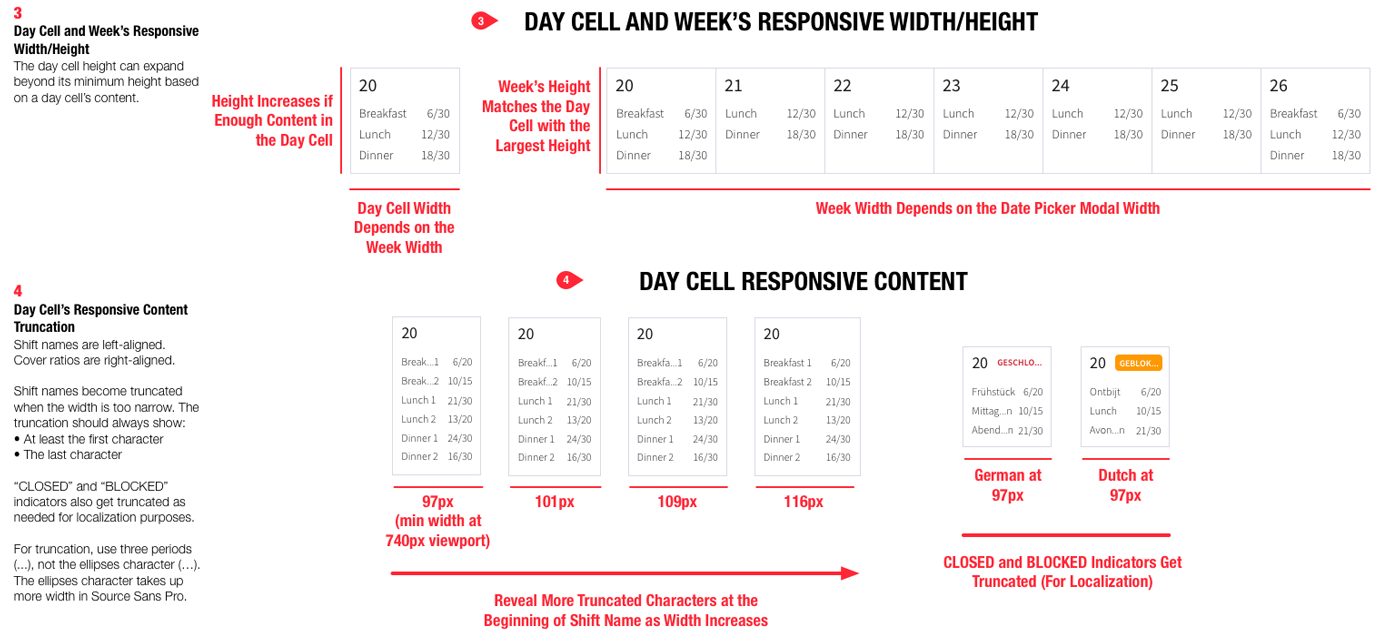 3
Day Cell and Week's Responsive
Width/Height
The day cell height can expand
beyond its minimum height based
on a day cell's content.
3
DAY CELL AND WEEK'S RESPONSIVE WIDTH/HEIGHT
Height Increases if
Enough Content in
the Day Cell
20
Breakfast 6/30
Lunch 12/30
Dinner 18/30
Day Cell Width
Depends on the
Week Width
Week's Height
Matches the Day
Cell with the
Largest Height
20
Breakfast 6/30
Lunch 12/30
Dinner 18/30
21
Lunch 12/30
Dinner 18/30
22
Lunch 12/30
Dinner 18/30
23
Lunch 12/30
Dinner 18/30
24
Lunch 12/30
Dinner 18/30
25
Lunch 12/30
Dinner 18/30
26
Breakfast 6/30
Lunch 12/30
Dinner 18/30
Week Width Depends on the Date Picker Modal Width
4
Day Cell's Responsive Content
Truncation
Shift names are left-aligned.
Cover ratios are right-aligned.
Shift names become truncated
when the width is too narrow. The
truncation should always show:
• At least the first character
• The last character
“CLOSED” and “BLOCKED”
indicators also get truncated as
needed for localization purposes.
For truncation, use three periods
(...), not the ellipses character (…).
The ellipses character takes up
more width in Source Sans Pro.
4
DAY CELL RESPONSIVE CONTENT
20
Break...1 6/20
Break...2 10/15
Lunch 1 21/30
Lunch 2 13/20
Dinner 1 24/30
Dinner 2 16/30
97px
(min width at
740px viewport)
20
Breakf...1 6/20
Breakf...2 10/15
Lunch 1 21/30
Lunch 2 13/20
Dinner 1 24/30
Dinner 2 16/30
101px
20
Breakfa...1 6/20
Breakfa...2 10/15
Lunch 1 21/30
Lunch 2 13/20
Dinner 1 24/30
Dinner 2 16/30
109px
20
Breakfast 1 6/20
Breakfast 2 10/15
Lunch 1 21/30
Lunch 2 13/20
Dinner 1 24/30
Dinner 2 16/30
116px
Reveal More Truncated Characters at the
Beginning of Shift Name as Width Increases
20 GESCHLO...
Frühstück 6/20
Mittag...n 10/15
Abend...n 21/30
German at
97px
20 GEBLOK...
Ontbijt 6/20
Lunch 10/15
Avon...n 21/30
Dutch at
97px
CLOSED and BLOCKED Indicators Get
Truncated (For Localization)